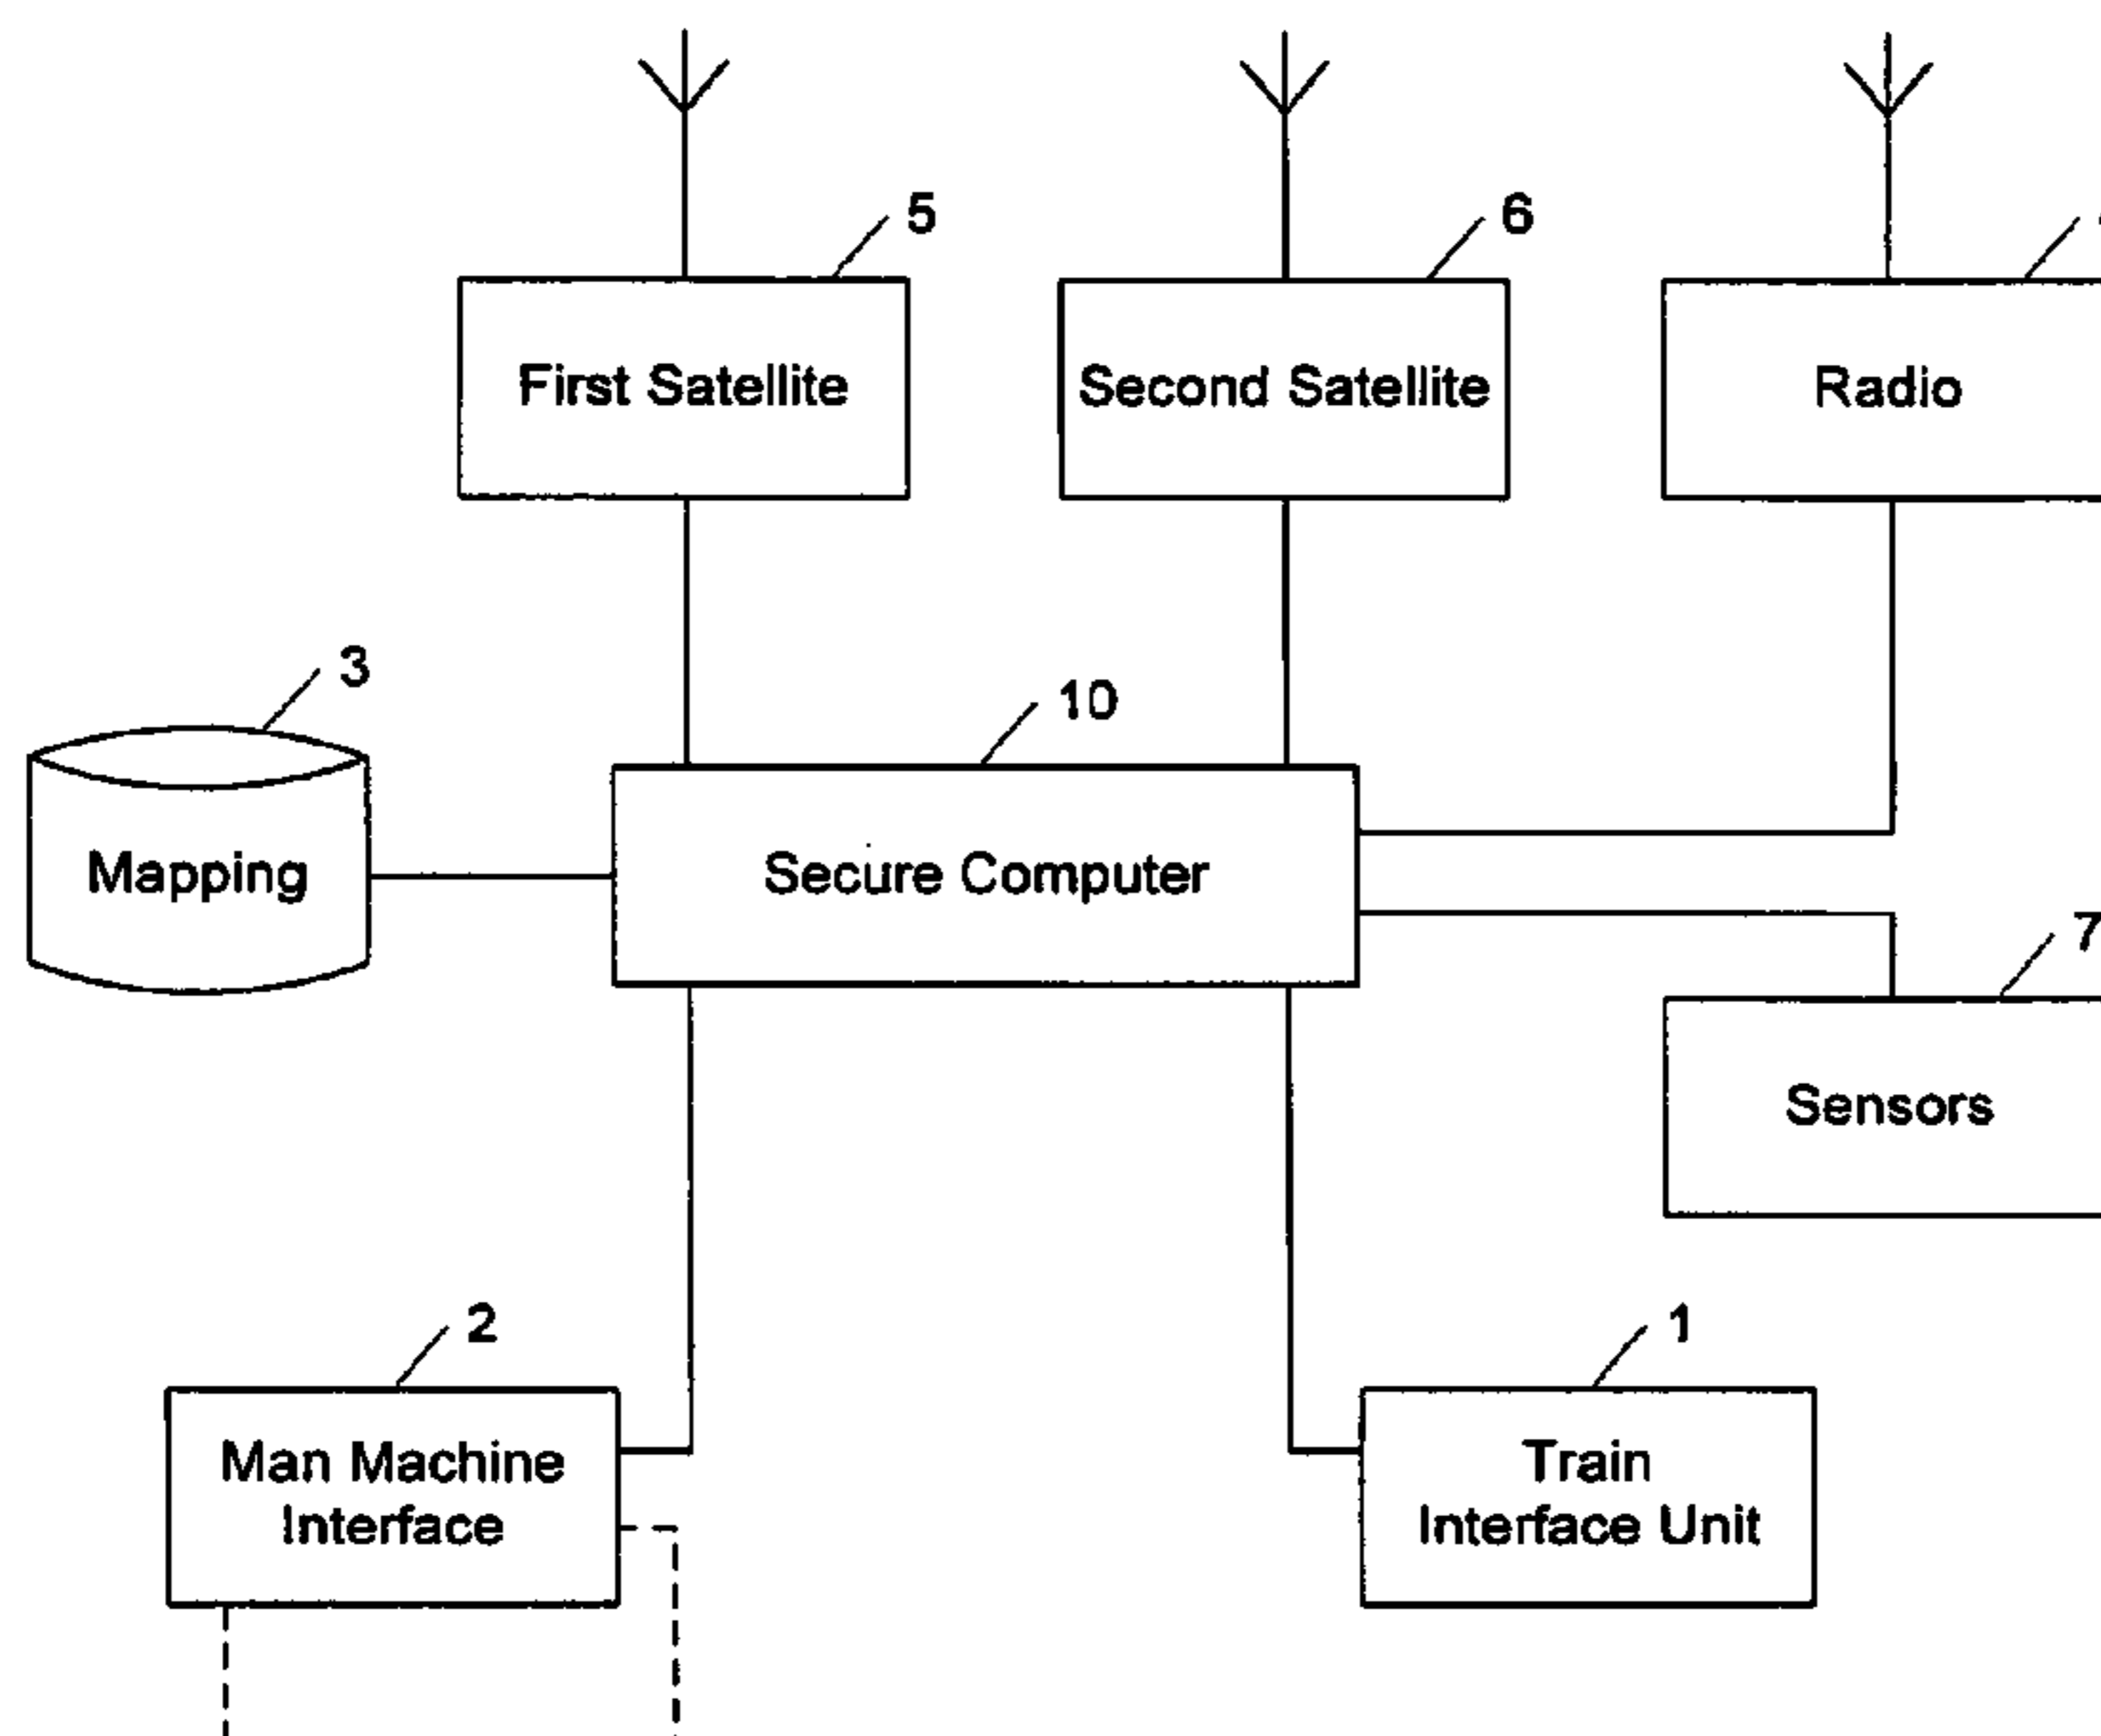 5
6
First Satellite
Second Satellite
Radio
3
10
Mapping
Secure Computer
7
Sensors
2
1
Man Machine
Interface
Train
Interface Unit